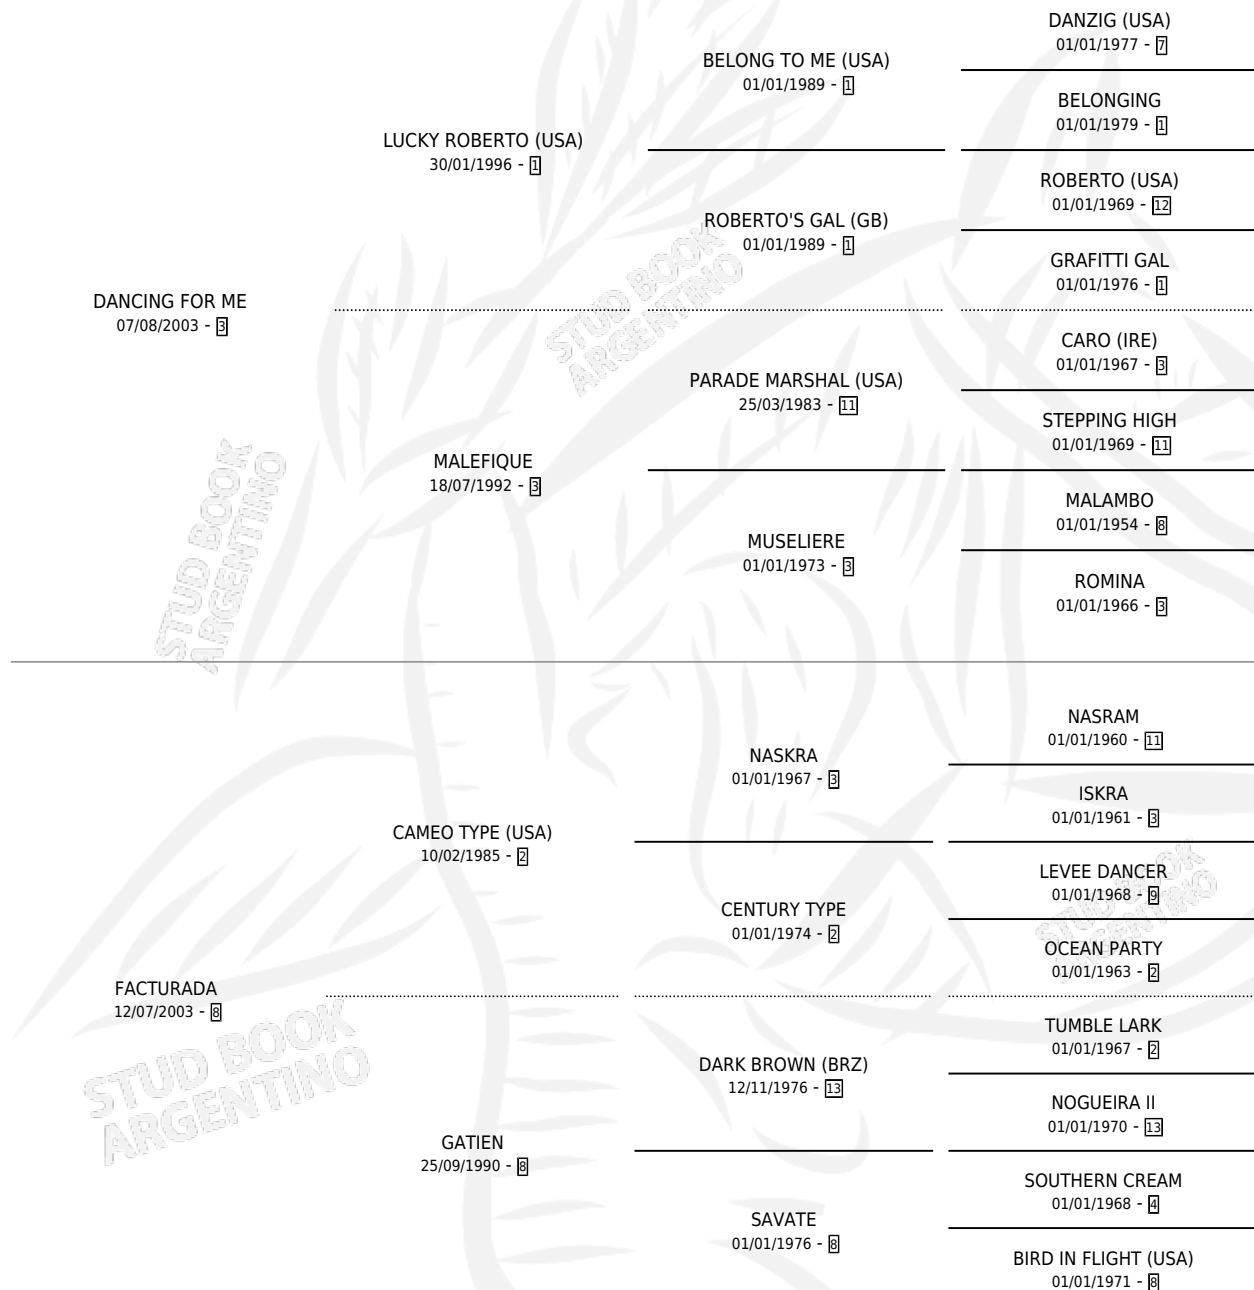 DANZIG (USA)
01/01/1977 - 7
BELONG TO ME (USA)
01/01/1989 - 1
BELONGING
01/01/1979 - 1
LUCKY ROBERTO (USA)
30/01/1996 - 1
ROBERTO (USA)
01/01/1969 - 12
ROBERTO'S GAL (GB)
01/01/1989 - 1
GRAFITTI GAL
01/01/1976 - 1
DANCING FOR ME
07/08/2003 - 3
STUD BOOK
ARGENTINO
CARO (IRE)
01/01/1967 - 3
PARADE MARSHAL (USA)
25/03/1983 - 11
STEPPING HIGH
01/01/1969 - 11
MALEFIQUE
18/07/1992 - 3
STUD BOOK
ARGENTINO
MALAMBO
01/01/1954 - 8
MUSELIERE
01/01/1973 - 3
ROMINA
01/01/1966 - 3
NASRAM
01/01/1960 - 11
NASKRA
01/01/1967 - 3
ISKRA
01/01/1961 - 3
CAMEO TYPE (USA)
10/02/1985 - 2
LEVEE DANCER
01/01/1968 - 9
CENTURY TYPE
01/01/1974 - 2
STUD BOOK
ARGENTINO
OCEAN PARTY
01/01/1963 - 2
FACTURADA
12/07/2003 - 8
STUD BOOK
ARGENTINO
TUMBLE LARK
01/01/1967 - 2
DARK BROWN (BRZ)
12/11/1976 - 13
NOGUEIRA II
01/01/1970 - 13
GATIEN
25/09/1990 - 8
SOUTHERN CREAM
01/01/1968 - 4
SAVATE
01/01/1976 - 8
BIRD IN FLIGHT (USA)
01/01/1971 - 8